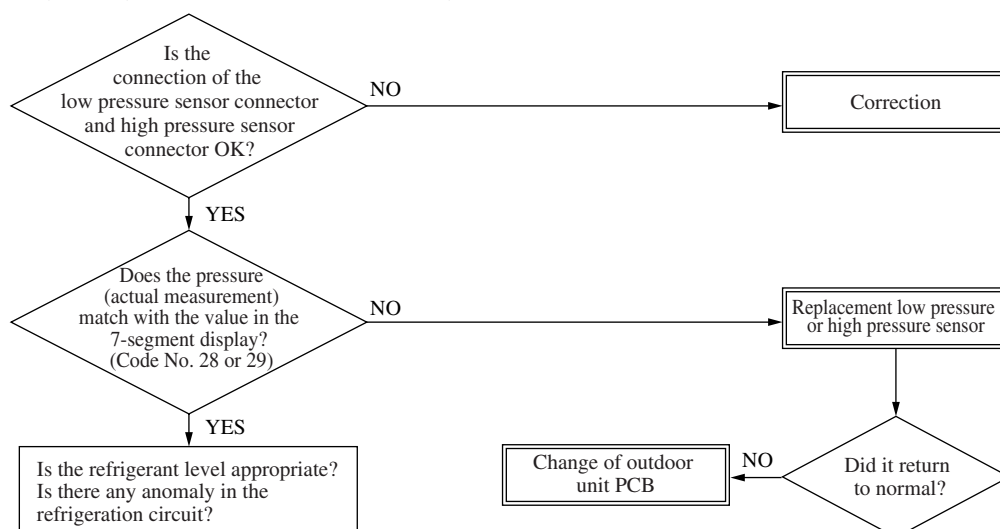 Is the
connection of the
low pressure sensor connector
and high pressure sensor
connector OK?
NO
Correction
YES
Does the pressure
(actual measurement)
match with the value in the
7-segment display?
(Code No. 28 or 29)
NO
Replacement low pressure
or high pressure sensor
YES
Is the refrigerant level appropriate?
Is there any anomaly in the
refrigeration circuit?
Change of outdoor
unit PCB
NO
Did it return
to normal?